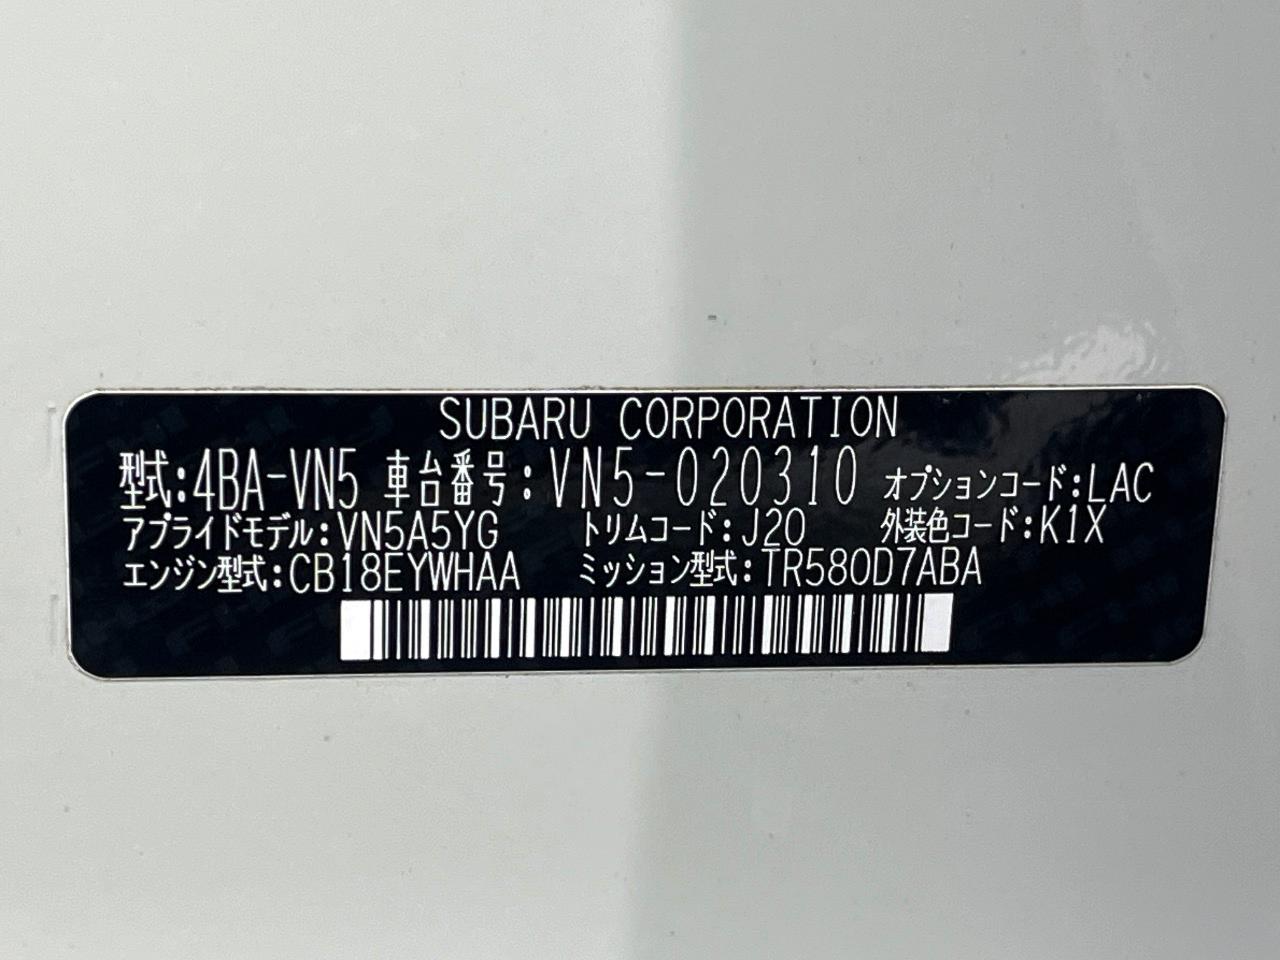 SUBARU CORPORATION
型式:4BA-VN5 車台番号:VN5-020310 オプションコード:LAC
アプライドモデル:VN5A5YG トリムコード:J20 外装色コード:K1X
エンジン型式:CB18EYWHAA ミッション型式:TR580D7ABA